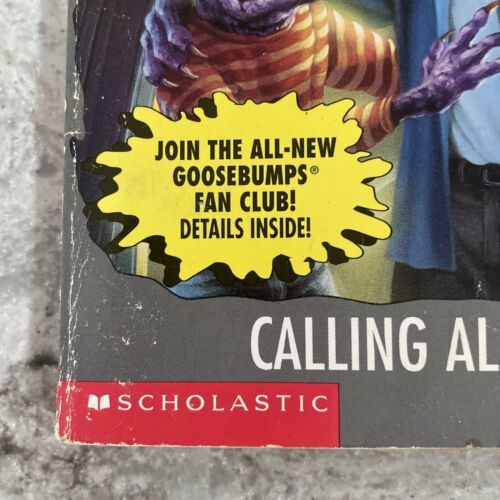 JOIN THE ALL-NEW
GOOSEBUMPS®
FAN CLUB!
DETAILS INSIDE!
CALLING AL
SCHOLASTIC